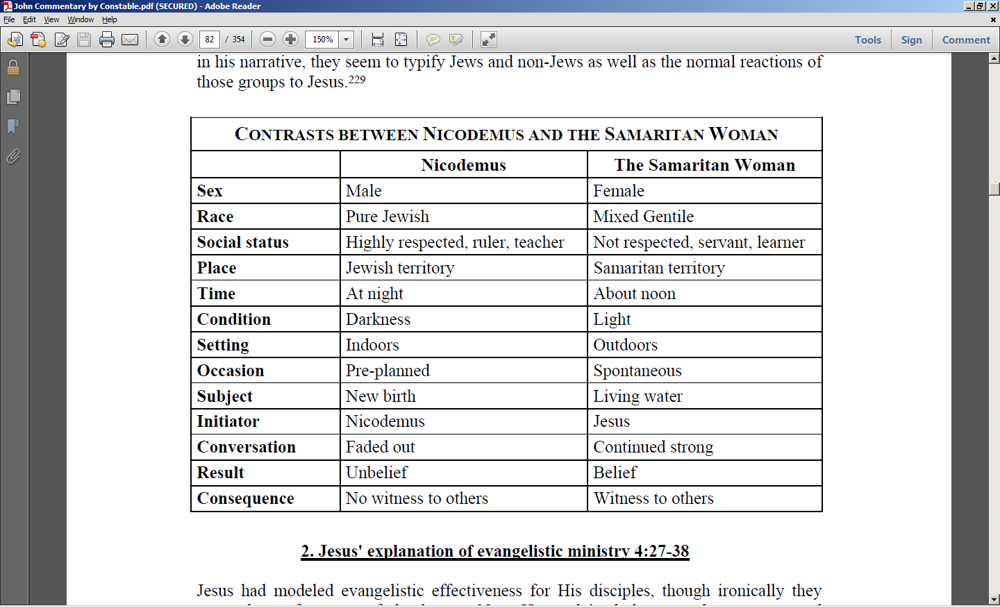 John Commentary by Constable.pdf (SECURED) - Adobe Reader
File Edit View Window Help
82 / 354 150% Tools Sign Comment
in his narrative, they seem to typify Jews and non-Jews as well as the normal reactions of
those groups to Jesus.229
CONTRASTS BETWEEN NICODEMUS AND THE SAMARITAN WOMAN
Nicodemus The Samaritan Woman
Sex Male Female
Race Pure Jewish Mixed Gentile
Social status Highly respected, ruler, teacher Not respected, servant, learner
Place Jewish territory Samaritan territory
Time At night About noon
Condition Darkness Light
Setting Indoors Outdoors
Occasion Pre-planned Spontaneous
Subject New birth Living water
Initiator Nicodemus Jesus
Conversation Faded out Continued strong
Result Unbelief Belief
Consequence No witness to others Witness to others
2. Jesus' explanation of evangelistic ministry 4:27-38
Jesus had modeled evangelistic effectiveness for His disciples, though ironically they